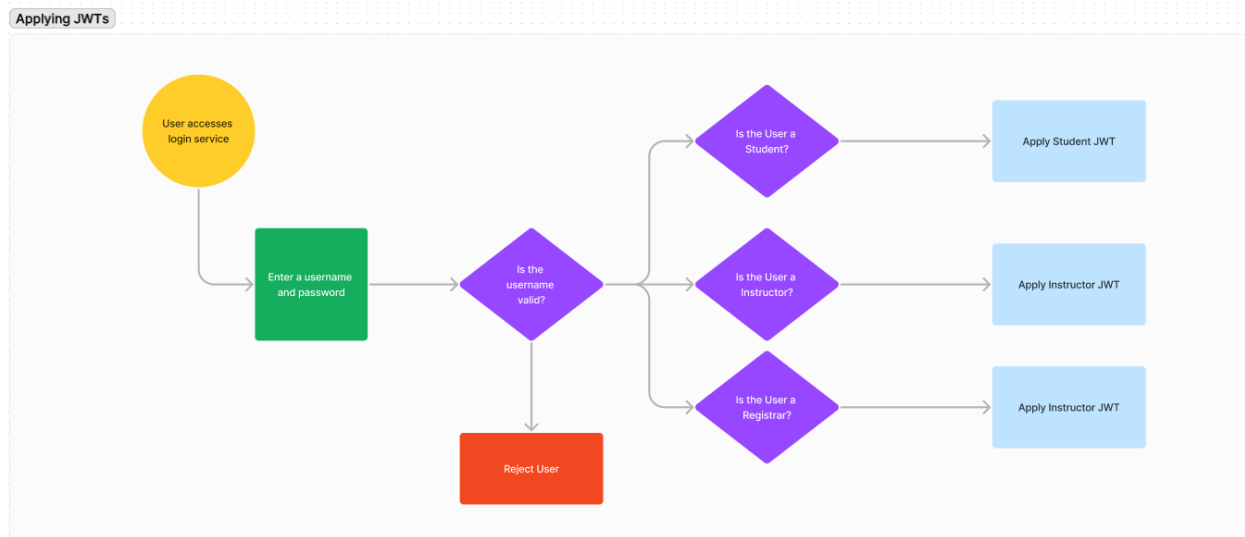 Applying JWTs
User accesses
login service
Enter a username
and password
Is the
username
valid?
Reject User
Is the User a
Student?
Apply Student JWT
Is the User a
Instructor?
Apply Instructor JWT
Is the User a
Registrar?
Apply Instructor JWT